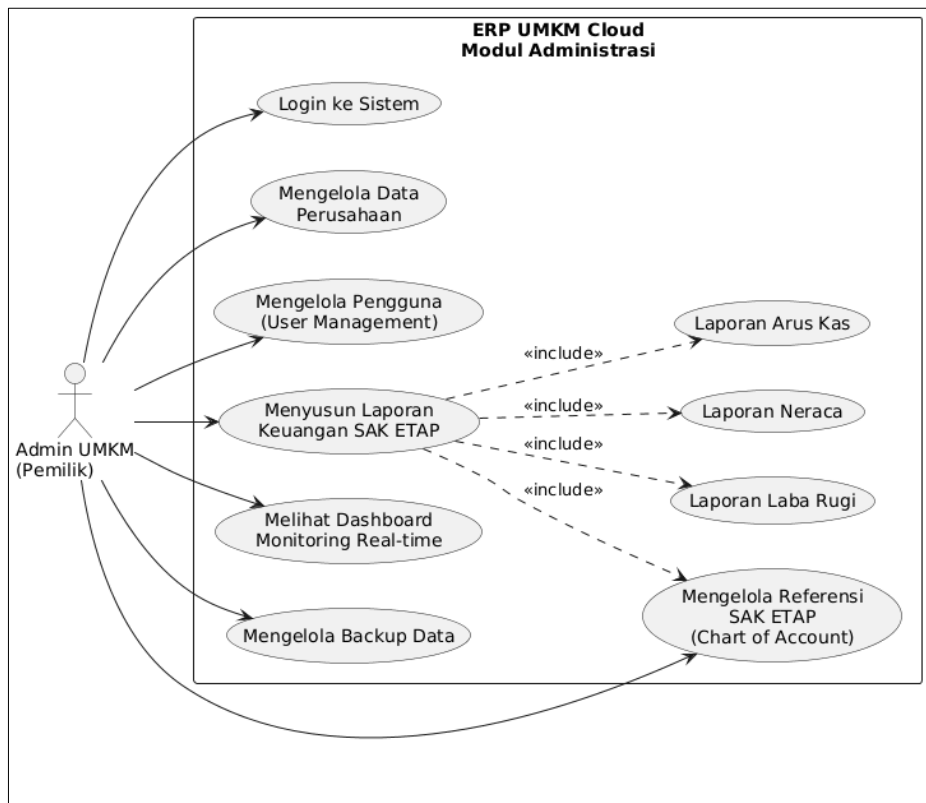 ERP UMKM Cloud
Modul Administrasi
Login ke Sistem
Mengelola Data
Perusahaan
Mengelola Pengguna
(User Management)
Laporan Arus Kas
«include»
Menyusun Laporan
Keuangan SAK ETAP
«include»
Laporan Neraca
Admin UMKM
(Pemilik)
«include»
Laporan Laba Rugi
«include»
Melihat Dashboard
Monitoring Real-time
Mengelola Referensi
SAK ETAP
(Chart of Account)
Mengelola Backup Data